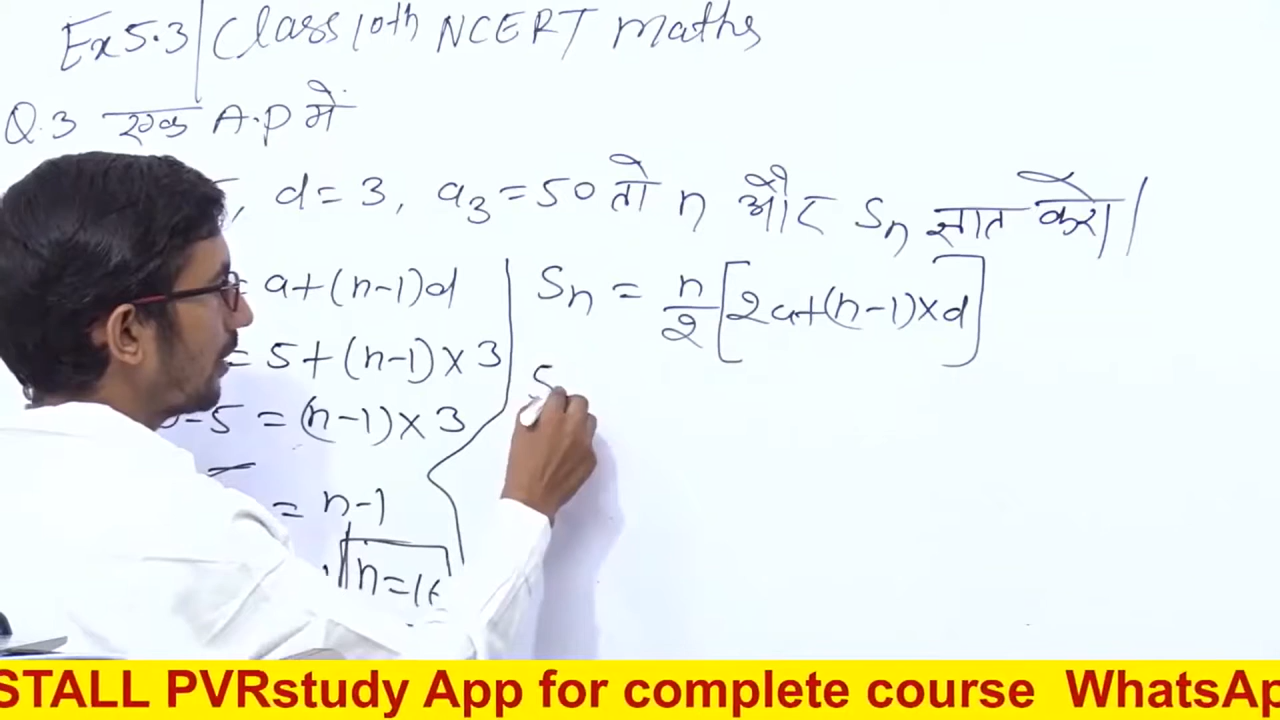 Ex 5.3 | Class 10th NCERT maths
Q.3 एक A.P में
, d = 3, a₃ = 50 तो n और Sₙ ज्ञात करो।
= a + (n-1)d
= 5 + (n-1) × 3
-5 = (n-1) × 3
= n-1
n = 16
Sₙ = n/2 [2a + (n-1) × d]
S
STALL PVRstudy App for complete course WhatsAp